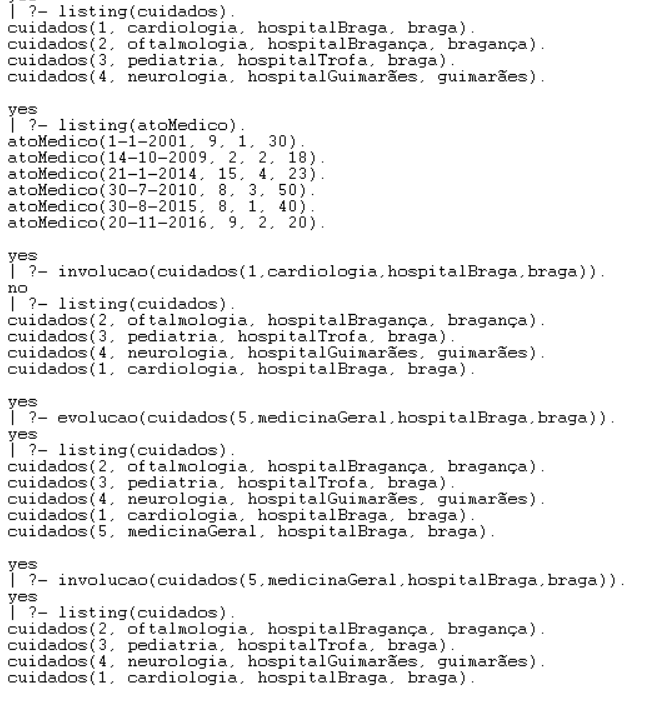 yes
| ?- listing(cuidados).
cuidados(1, cardiologia, hospitalBraga, braga).
cuidados(2, oftalmologia, hospitalBragança, bragança).
cuidados(3, pediatria, hospitalTrofa, braga).
cuidados(4, neurologia, hospitalGuimarães, guimarães).
yes
| ?- listing(atoMedico).
atoMedico(1-1-2001, 9, 1, 30).
atoMedico(14-10-2009, 2, 2, 18).
atoMedico(21-1-2014, 15, 4, 23).
atoMedico(30-7-2010, 8, 3, 50).
atoMedico(30-8-2015, 8, 1, 40).
atoMedico(20-11-2016, 9, 2, 20).
yes
| ?- involucao(cuidados(1,cardiologia,hospitalBraga,braga)).
no
| ?- listing(cuidados).
cuidados(2, oftalmologia, hospitalBragança, bragança).
cuidados(3, pediatria, hospitalTrofa, braga).
cuidados(4, neurologia, hospitalGuimarães, guimarães).
cuidados(1, cardiologia, hospitalBraga, braga).
yes
| ?- evolucao(cuidados(5,medicinaGeral,hospitalBraga,braga)).
yes
| ?- listing(cuidados).
cuidados(2, oftalmologia, hospitalBragança, bragança).
cuidados(3, pediatria, hospitalTrofa, braga).
cuidados(4, neurologia, hospitalGuimarães, guimarães).
cuidados(1, cardiologia, hospitalBraga, braga).
cuidados(5, medicinaGeral, hospitalBraga, braga).
yes
| ?- involucao(cuidados(5,medicinaGeral,hospitalBraga,braga)).
yes
| ?- listing(cuidados).
cuidados(2, oftalmologia, hospitalBragança, bragança).
cuidados(3, pediatria, hospitalTrofa, braga).
cuidados(4, neurologia, hospitalGuimarães, guimarães).
cuidados(1, cardiologia, hospitalBraga, braga).